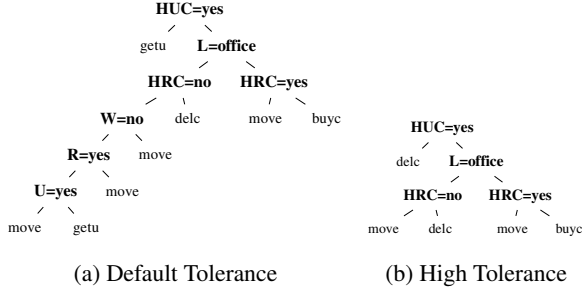 HUC=yes
getu L=office
HRC=no HRC=yes
W=no delc move buyc
R=yes move
U=yes move
move getu
(a) Default Tolerance
HUC=yes
delc L=office
HRC=no HRC=yes
move delc move buyc
(b) High Tolerance